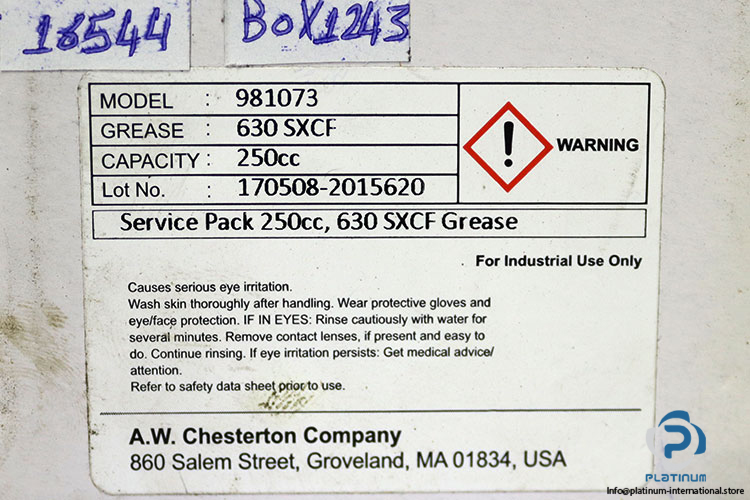 16544
BOX1243
MODEL : 981073
GREASE : 630 SXCF
CAPACITY : 250cc
Lot No. : 170508-2015620
WARNING
Service Pack 250cc, 630 SXCF Grease
For Industrial Use Only
Causes serious eye irritation.
Wash skin thoroughly after handling. Wear protective gloves and
eye/face protection. IF IN EYES: Rinse cautiously with water for
several minutes. Remove contact lenses, if present and easy to
do. Continue rinsing. If eye irritation persists: Get medical advice/
attention.
Refer to safety data sheet prior to use.
A.W. Chesterton Company
860 Salem Street, Groveland, MA 01834, USA
PLATINUM
Info@platinum-international.store